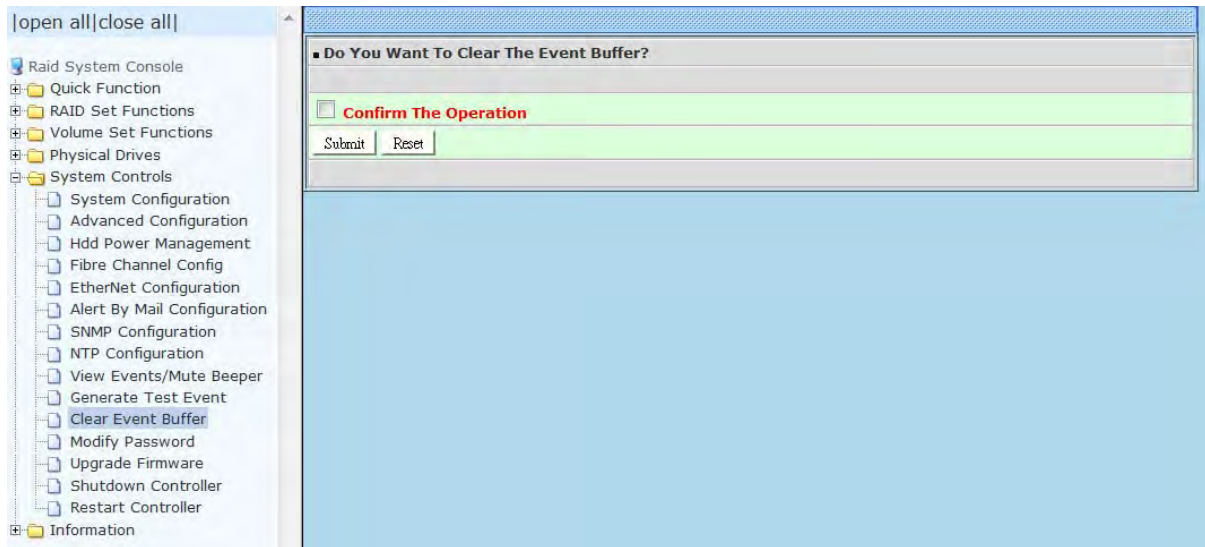 |open all|close all|
Raid System Console
Quick Function
RAID Set Functions
Volume Set Functions
Physical Drives
System Controls
System Configuration
Advanced Configuration
Hdd Power Management
Fibre Channel Config
EtherNet Configuration
Alert By Mail Configuration
SNMP Configuration
NTP Configuration
View Events/Mute Beeper
Generate Test Event
Clear Event Buffer
Modify Password
Upgrade Firmware
Shutdown Controller
Restart Controller
Information
Do You Want To Clear The Event Buffer?
Confirm The Operation
Submit Reset